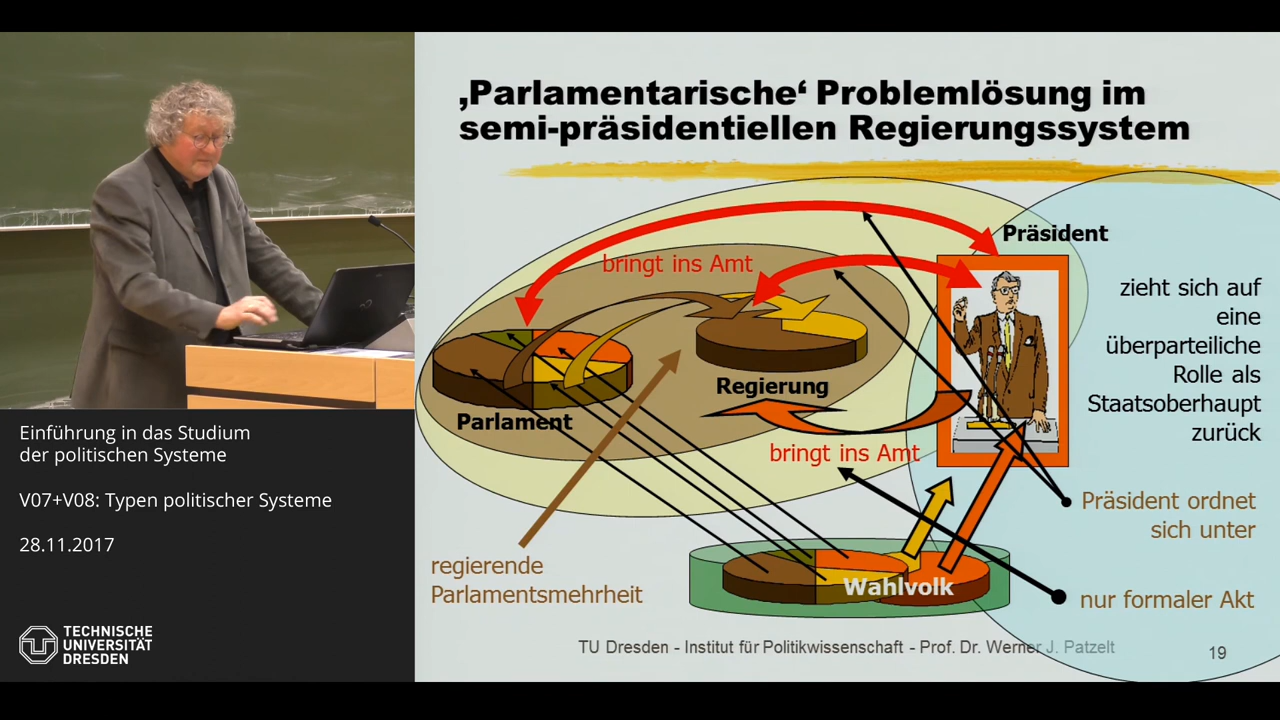 ‚Parlamentarische‘ Problemlösung im
semi-präsidentiellen Regierungssystem
Präsident
bringt ins Amt
zieht sich auf
eine
überparteiliche
Rolle als
Staatsoberhaupt
zurück
Regierung
Parlament
bringt ins Amt
Präsident ordnet
sich unter
regierende
Parlamentsmehrheit
Wahlvolk
nur formaler Akt
TU Dresden - Institut für Politikwissenschaft - Prof. Dr. Werner J. Patzelt
19
Einführung in das Studium
der politischen Systeme
V07+V08: Typen politischer Systeme
28.11.2017
TECHNISCHE
UNIVERSITÄT
DRESDEN